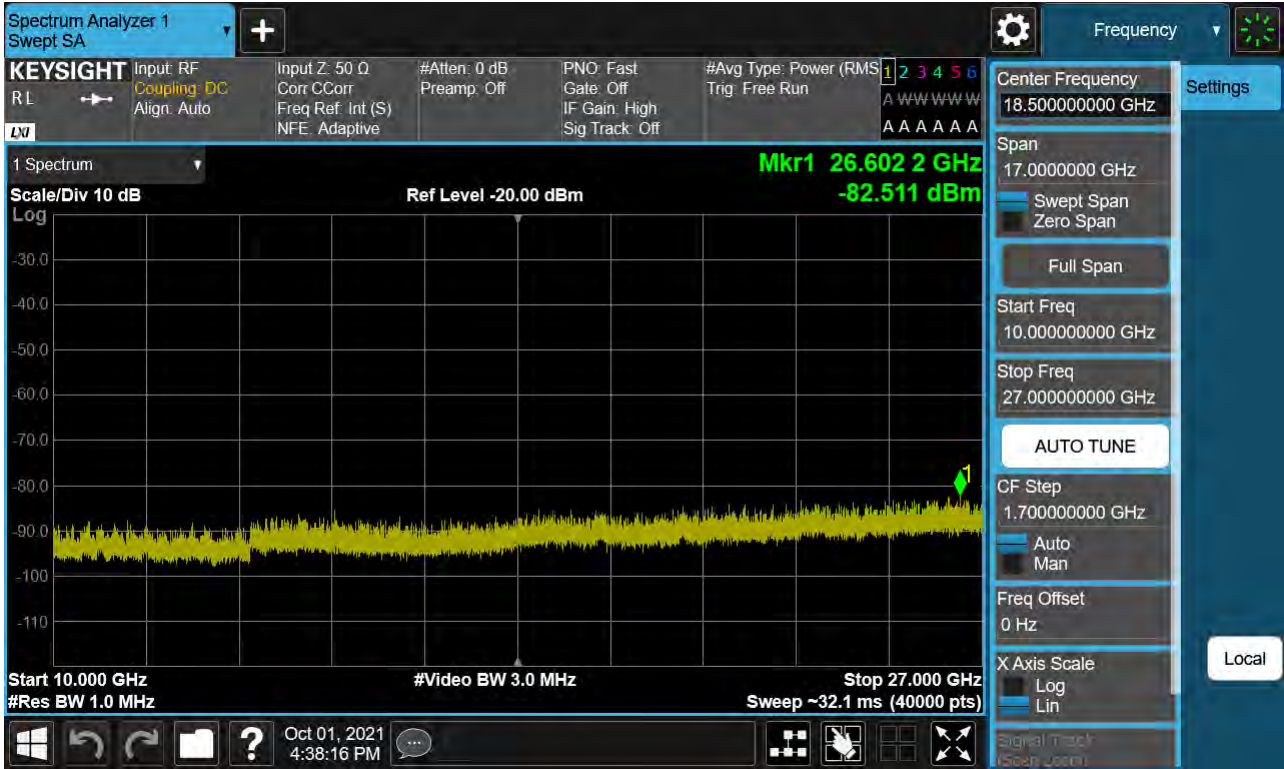 Spectrum Analyzer 1
Swept SA
Frequency
KEYSIGHT
R L
LXI
Input: RF
Coupling: DC
Align: Auto
Input Z: 50 Ω
Corr CCorr
Freq Ref: Int (S)
NFE: Adaptive
#Atten: 0 dB
Preamp: Off
PNO: Fast
Gate: Off
IF Gain: High
Sig Track: Off
#Avg Type: Power (RMS
Trig: Free Run
1 2 3 4 5 6
A W W W W W
A A A A A A
1 Spectrum
Mkr1 26.602 2 GHz
-82.511 dBm
Scale/Div 10 dB
Ref Level -20.00 dBm
Log
-30.0
-40.0
-50.0
-60.0
-70.0
-80.0
-90.0
-100
-110
1
Start 10.000 GHz
#Video BW 3.0 MHz
Stop 27.000 GHz
#Res BW 1.0 MHz
Sweep ~32.1 ms (40000 pts)
Center Frequency
18.500000000 GHz
Settings
Span
17.0000000 GHz
Swept Span
Zero Span
Full Span
Start Freq
10.000000000 GHz
Stop Freq
27.000000000 GHz
AUTO TUNE
CF Step
1.700000000 GHz
Auto
Man
Freq Offset
0 Hz
X Axis Scale
Log
Lin
Local
Signal Track
(Span Zoom)
?
Oct 01, 2021
4:38:16 PM